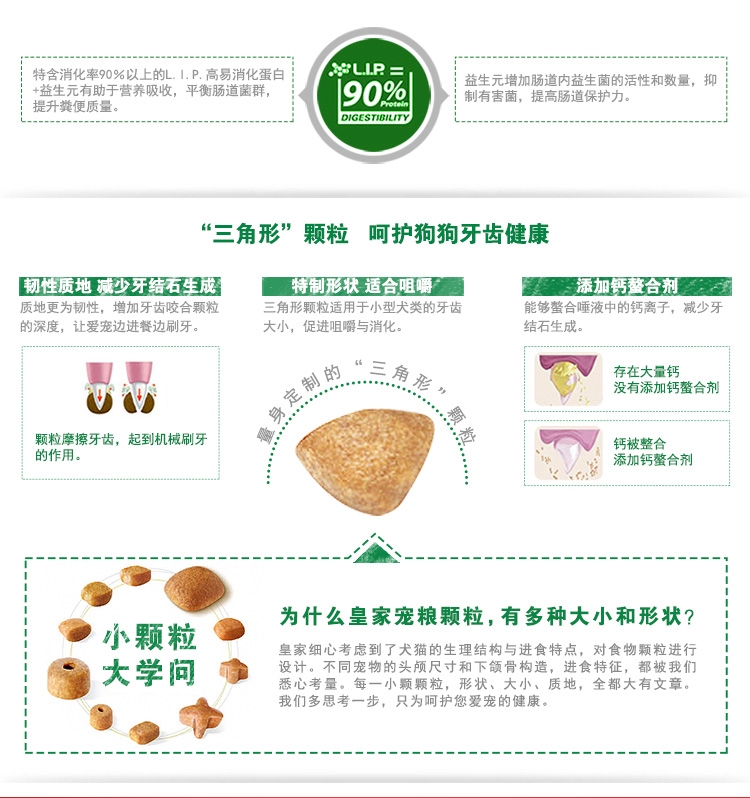 特含消化率90%以上的L.I.P.高易消化蛋白
+益生元有助于营养吸收，平衡肠道菌群，
提升粪便质量。
L.I.P. =
90%
Protein
DIGESTIBILITY
益生元增加肠道内益生菌的活性和数量，抑
制有害菌，提高肠道保护力。
“三角形”颗粒 呵护狗狗牙齿健康
韧性质地 减少牙结石生成
质地更为韧性，增加牙齿咬合颗粒
的深度，让爱宠边进餐边刷牙。
颗粒摩擦牙齿，起到机械刷牙
的作用。
特制形状 适合咀嚼
三角形颗粒适用于小型犬类的牙齿
大小，促进咀嚼与消化。
量身定制的“三角形”颗粒
添加钙螯合剂
能够螯合唾液中的钙离子，减少牙
结石生成。
存在大量钙
没有添加钙螯合剂
钙被整合
添加钙螯合剂
小颗粒
大学问
为什么皇家宠粮颗粒，有多种大小和形状？
皇家细心考虑到了犬猫的生理结构与进食特点，对食物颗粒进行
设计。不同宠物的头颅尺寸和下颌骨构造，进食特征，都被我们
悉心考量。每一小颗颗粒，形状、大小、质地，全都大有文章。
我们多思考一步，只为呵护您爱宠的健康。